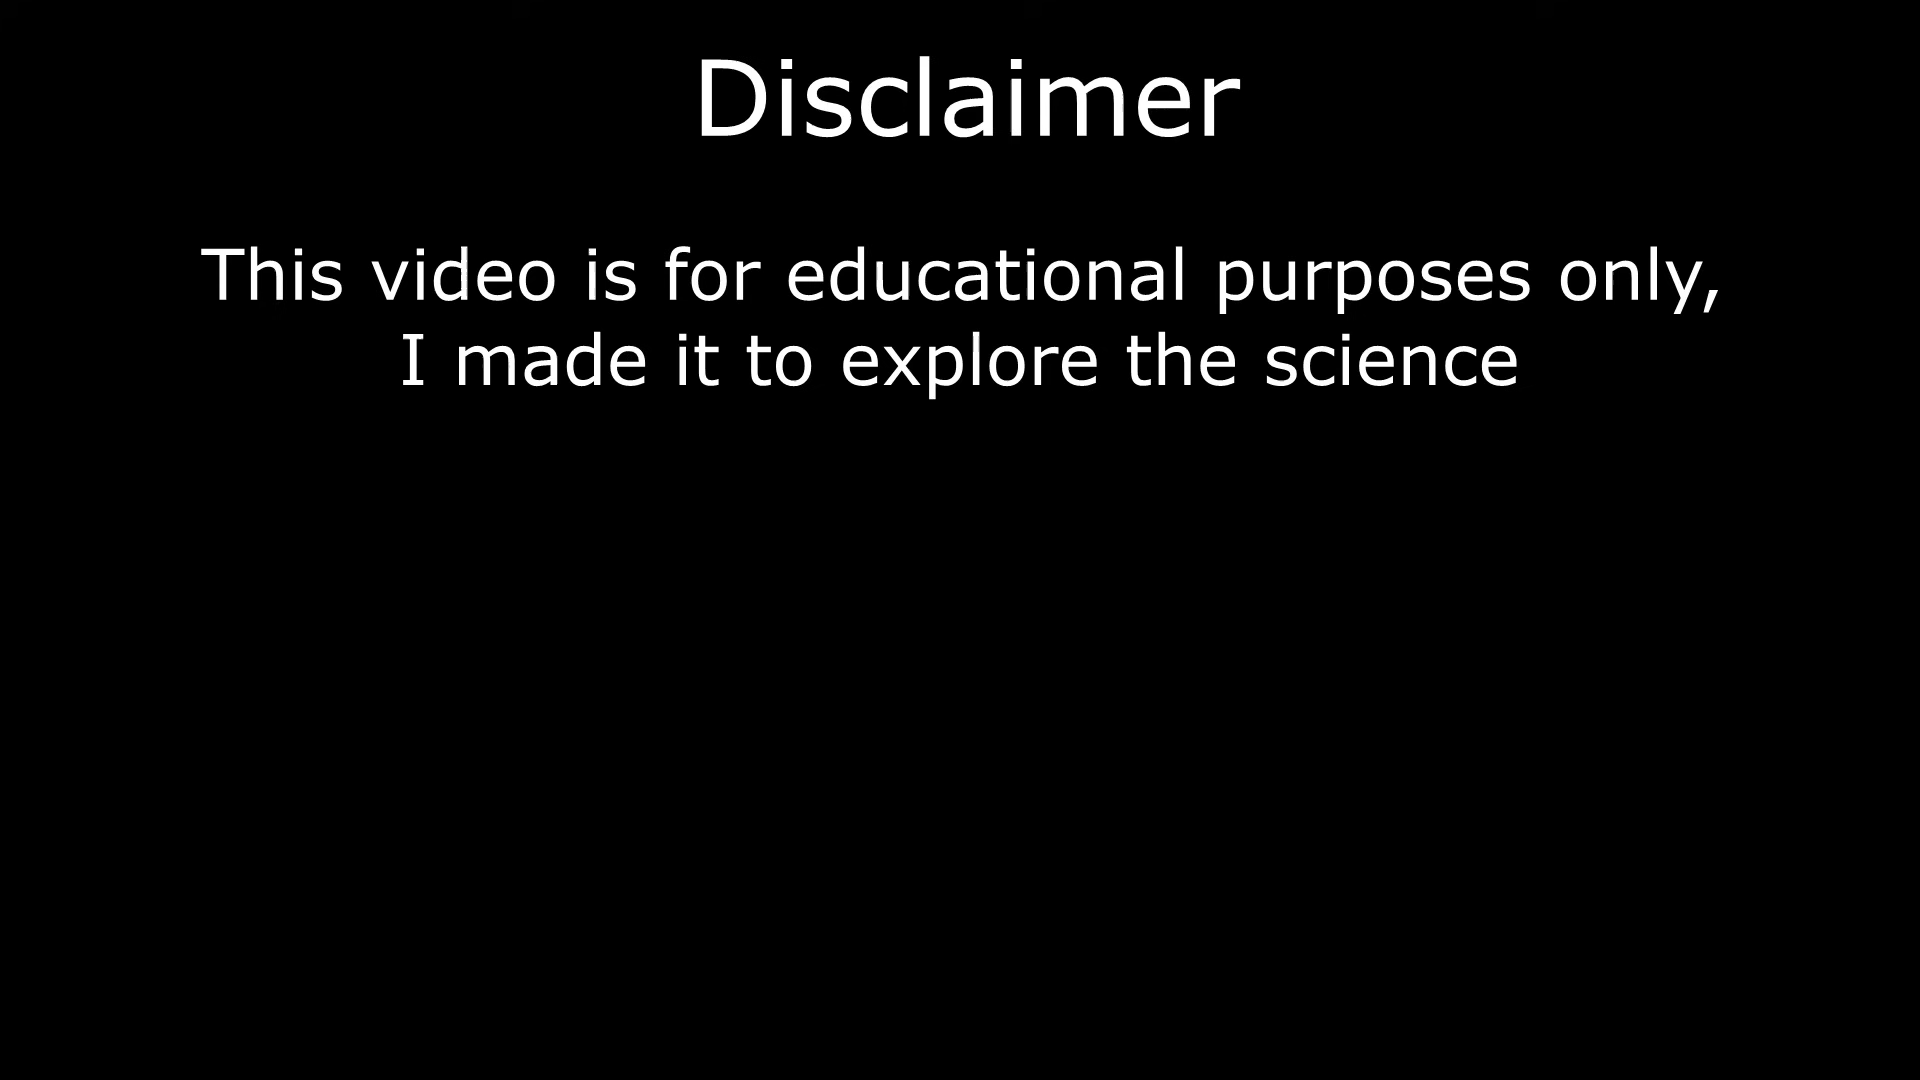 Disclaimer
This video is for educational purposes only,
I made it to explore the science